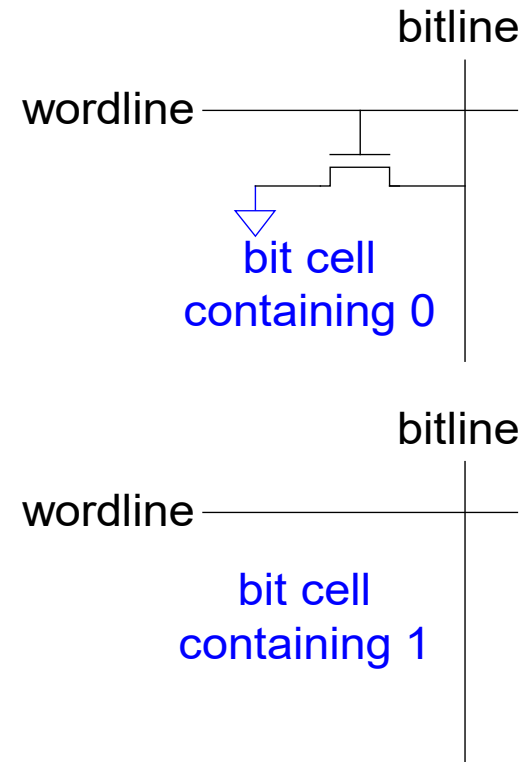 bitline
wordline
bit cell
containing 0
bitline
wordline
bit cell
containing 1